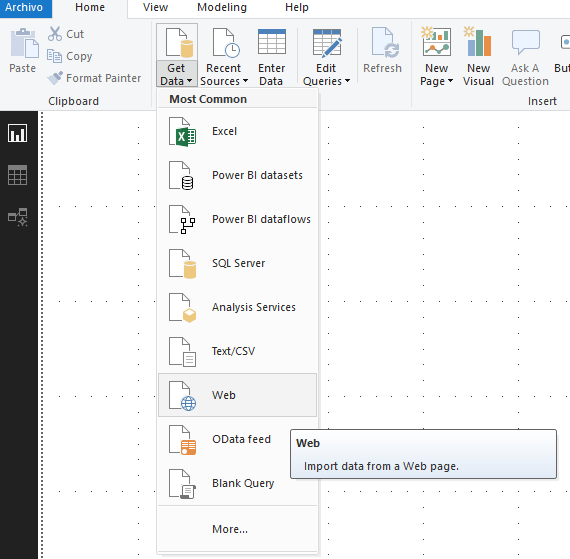 Archivo Home View Modeling Help
Cut
Copy
Format Painter
Paste
Clipboard
Get Data
Recent Sources
Enter Data
Edit Queries
Refresh
New Page
New Visual
Ask A Question
But
Insert
Most Common
Excel
Power BI datasets
Power BI dataflows
SQL Server
Analysis Services
Text/CSV
Web
OData feed
Blank Query
More...
Web
Import data from a Web page.